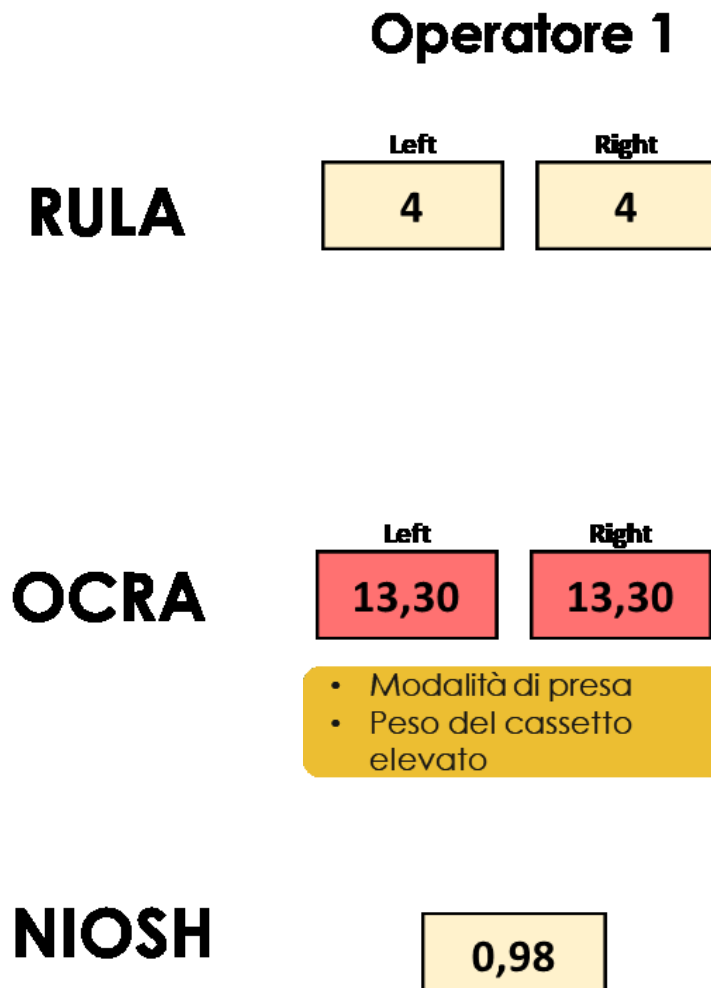 Operatore 1
Left Right
RULA 4 4
Left Right
OCRA 13,30 13,30
• Modalità di presa
• Peso del cassetto
elevato
NIOSH 0,98